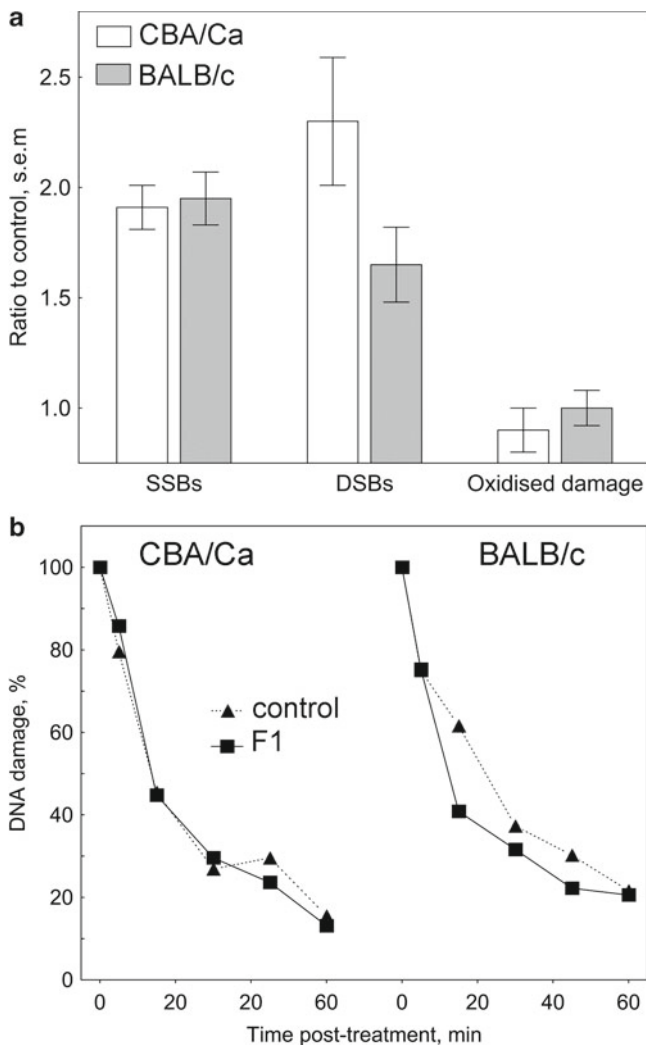 a
CBA/Ca
BALB/c
Ratio to control, s.e.m
2.5
2.0
1.5
1.0
SSBs DSBs Oxidised damage
b
CBA/Ca BALB/c
DNA damage, %
100
80
60
40
20
0
control
F1
0 20 20 60 0 20 40 60
Time post-treatment, min